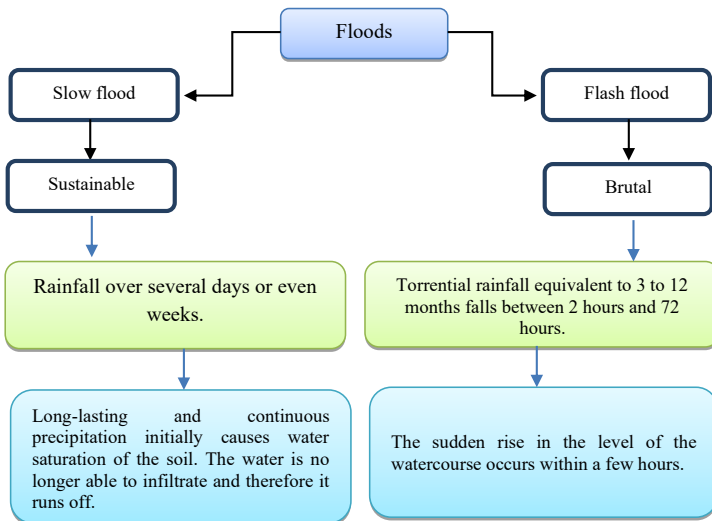 Floods
Slow flood
Flash flood
Sustainable
Brutal
Rainfall over several days or even
weeks.
Torrential rainfall equivalent to 3 to 12
months falls between 2 hours and 72
hours.
Long-lasting and continuous
precipitation initially causes water
saturation of the soil. The water is no
longer able to infiltrate and therefore it
runs off.
The sudden rise in the level of the
watercourse occurs within a few hours.